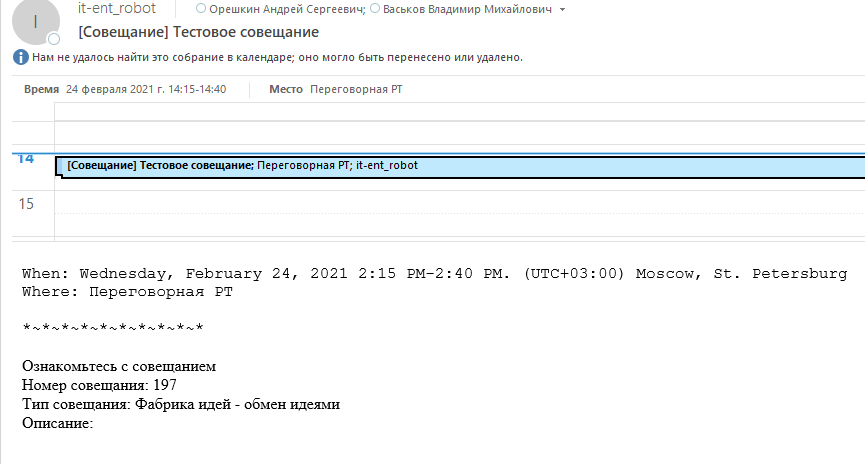 I
it-ent_robot
Орешкин Андрей Сергеевич; Васьков Владимир Михайлович
[Совещание] Тестовое совещание
Нам не удалось найти это собрание в календаре; оно могло быть перенесено или удалено.
Время 24 февраля 2021 г. 14:15-14:40 Место Переговорная РТ
14
[Совещание] Тестовое совещание; Переговорная РТ; it-ent_robot
15
When: Wednesday, February 24, 2021 2:15 PM-2:40 PM. (UTC+03:00) Moscow, St. Petersburg
Where: Переговорная РТ
*~*~*~*~*~*~*~*~*~*
Ознакомьтесь с совещанием
Номер совещания: 197
Тип совещания: Фабрика идей - обмен идеями
Описание: